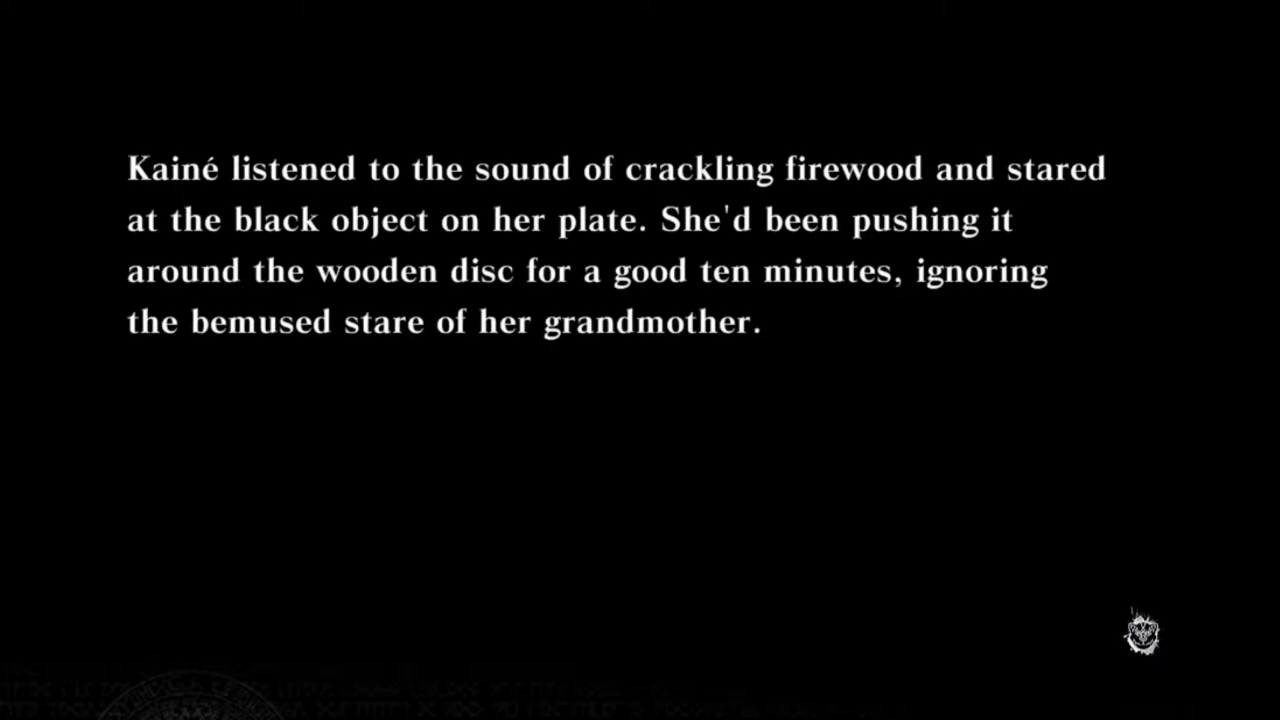 Kainé listened to the sound of crackling firewood and stared
at the black object on her plate. She'd been pushing it
around the wooden disc for a good ten minutes, ignoring
the bemused stare of her grandmother.